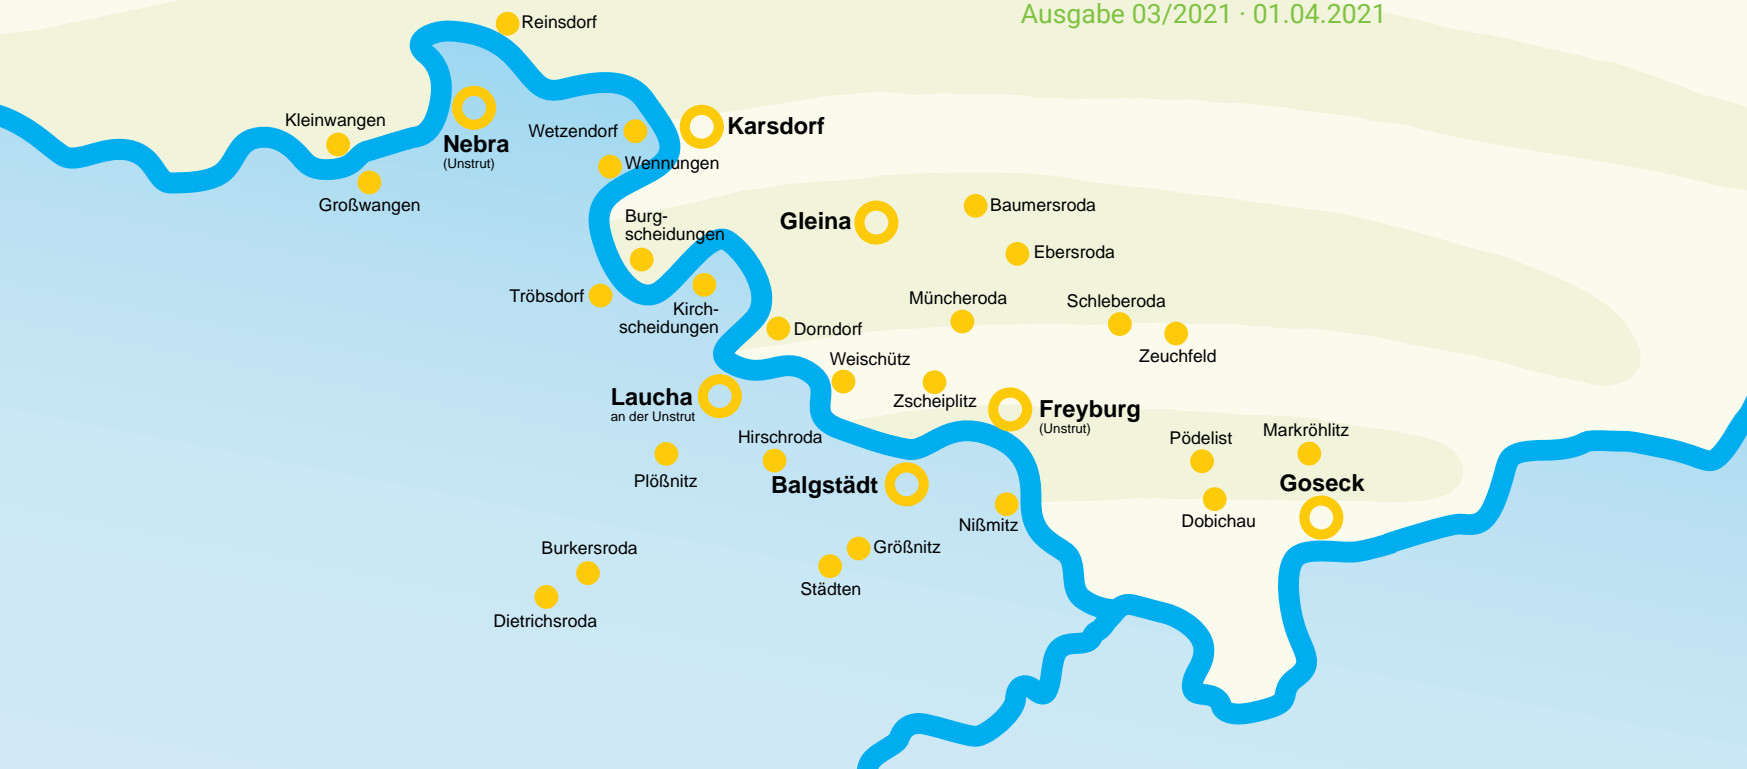 Ausgabe 03/2021 · 01.04.2021
Reinsdorf
Kleinwangen
Nebra
(Unstrut)
Wetzendorf
Karsdorf
Wennungen
Großwangen
Burg-
scheidungen
Gleina
Baumersroda
Ebersroda
Tröbsdorf
Kirch-
scheidungen
Müncheroda
Schleberoda
Dorndorf
Weischütz
Zeuchfeld
Laucha
an der Unstrut
Zscheiplitz
Freyburg
(Unstrut)
Hirschroda
Pödelist
Markröhlitz
Plößnitz
Balgstädt
Goseck
Nißmitz
Dobichau
Burkersroda
Größnitz
Städten
Dietrichsroda